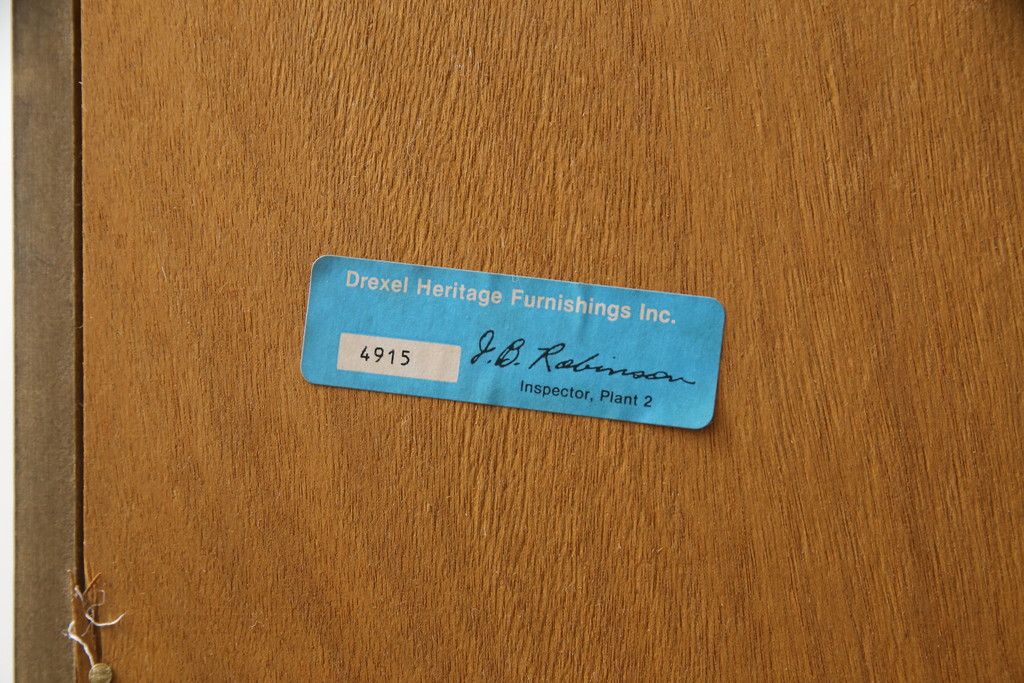 Drexel Heritage Furnishings Inc.
4915
J.B. Robinson
Inspector, Plant 2